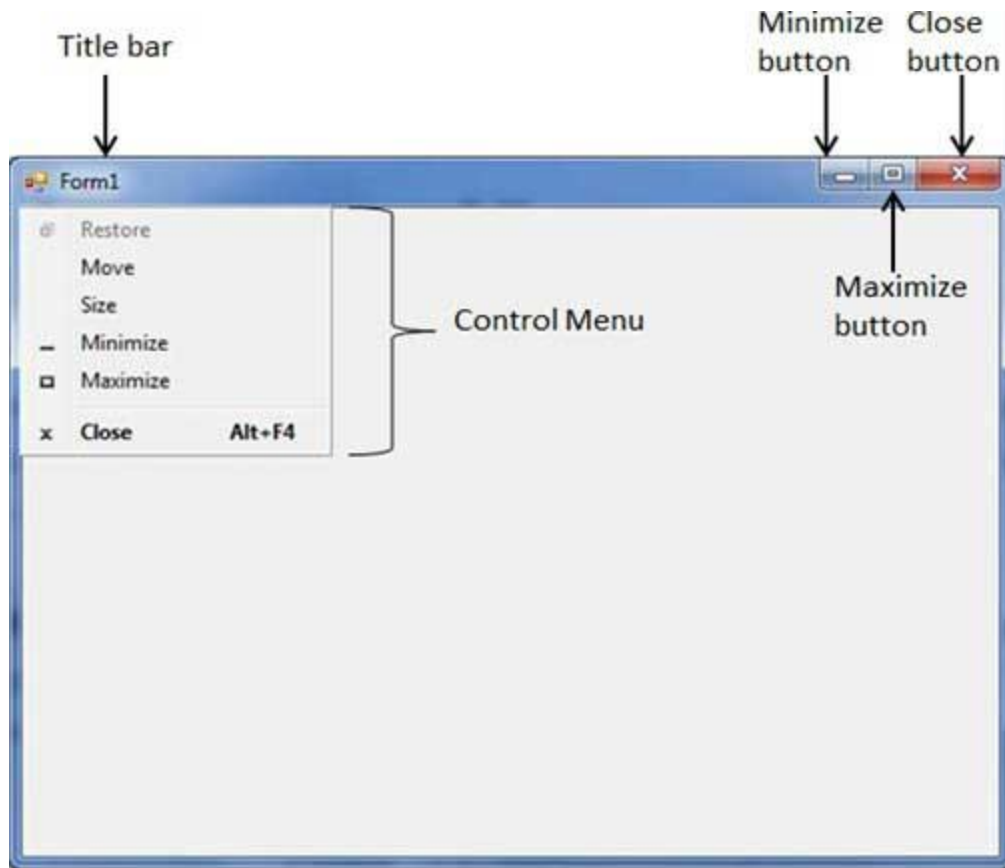 Title bar
Minimize button
Close button
Form1
Restore
Move
Size
Minimize
Maximize
Close Alt+F4
Control Menu
Maximize button